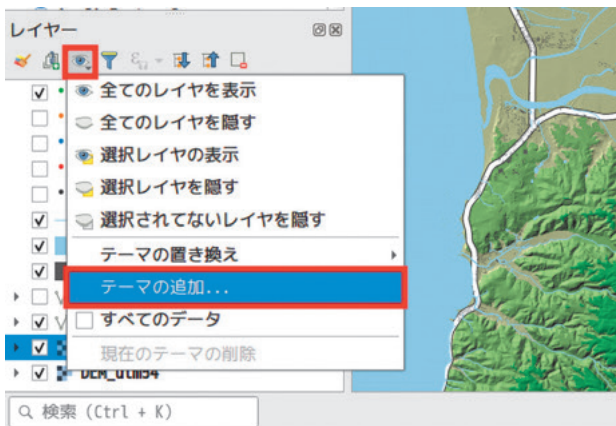 レイヤー
全てのレイヤを表示
全てのレイヤを隠す
選択レイヤの表示
選択レイヤを隠す
選択されてないレイヤを隠す
テーマの置き換え
テーマの追加...
すべてのデータ
現在のテーマの削除
DEM_utm54
検索 (Ctrl + K)